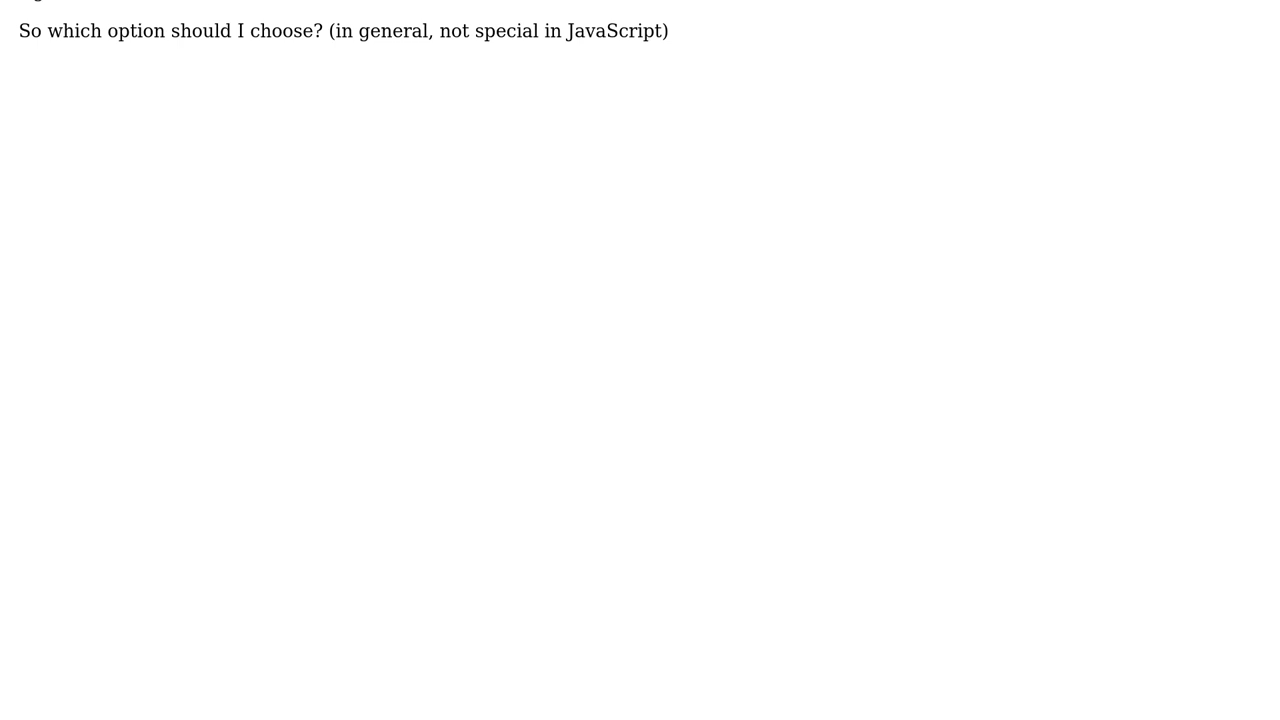 So which option should I choose? (in general, not special in JavaScript)